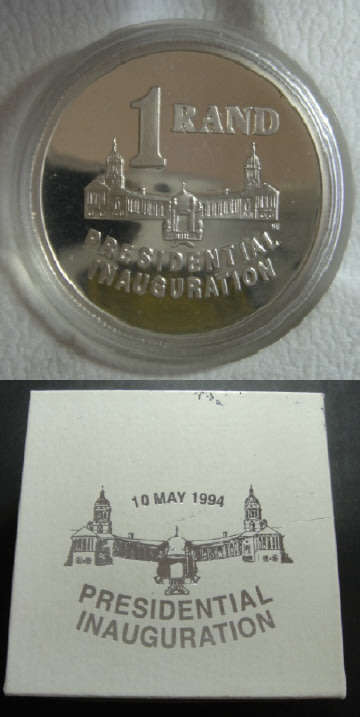 1 RAND
PRESIDENTIAL
INAUGURATION
10 MAY 1994
PRESIDENTIAL
INAUGURATION